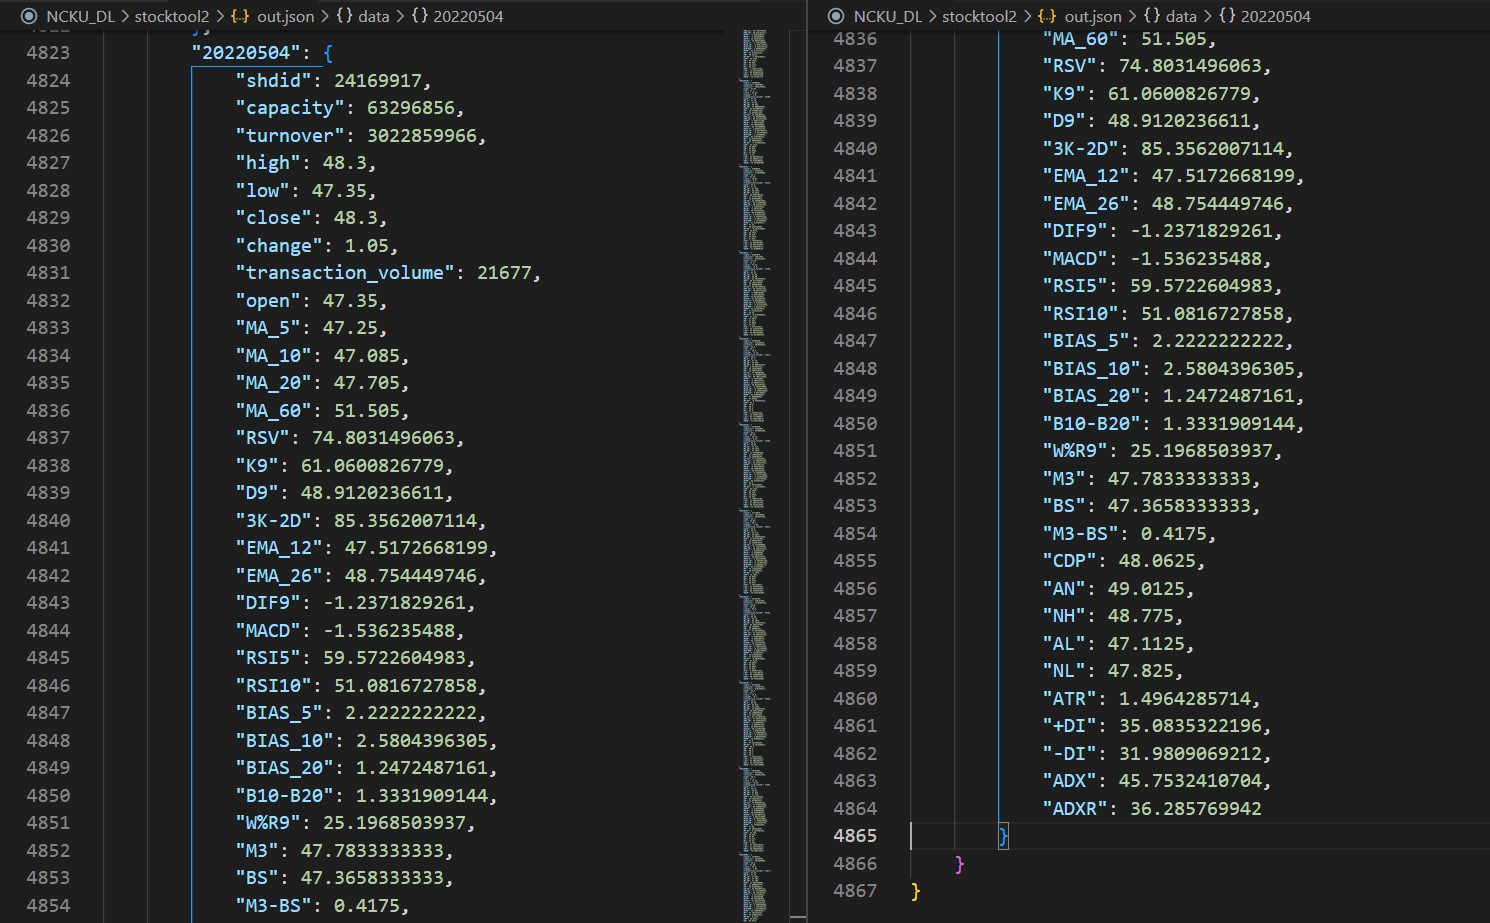 NCKU_DL > stocktool2 > {..} out.json > {} data > {} 20220504
4823 "20220504": {
4824 "shdid": 24169917,
4825 "capacity": 63296856,
4826 "turnover": 3022859966,
4827 "high": 48.3,
4828 "low": 47.35,
4829 "close": 48.3,
4830 "change": 1.05,
4831 "transaction_volume": 21677,
4832 "open": 47.35,
4833 "MA_5": 47.25,
4834 "MA_10": 47.085,
4835 "MA_20": 47.705,
4836 "MA_60": 51.505,
4837 "RSV": 74.8031496063,
4838 "K9": 61.0600826779,
4839 "D9": 48.9120236611,
4840 "3K-2D": 85.3562007114,
4841 "EMA_12": 47.5172668199,
4842 "EMA_26": 48.754449746,
4843 "DIF9": -1.2371829261,
4844 "MACD": -1.536235488,
4845 "RSI5": 59.5722604983,
4846 "RSI10": 51.0816727858,
4847 "BIAS_5": 2.2222222222,
4848 "BIAS_10": 2.5804396305,
4849 "BIAS_20": 1.2472487161,
4850 "B10-B20": 1.3331909144,
4851 "W%R9": 25.1968503937,
4852 "M3": 47.7833333333,
4853 "BS": 47.3658333333,
4854 "M3-BS": 0.4175,
NCKU_DL > stocktool2 > {..} out.json > {} data > {} 20220504
4836 "MA_60": 51.505,
4837 "RSV": 74.8031496063,
4838 "K9": 61.0600826779,
4839 "D9": 48.9120236611,
4840 "3K-2D": 85.3562007114,
4841 "EMA_12": 47.5172668199,
4842 "EMA_26": 48.754449746,
4843 "DIF9": -1.2371829261,
4844 "MACD": -1.536235488,
4845 "RSI5": 59.5722604983,
4846 "RSI10": 51.0816727858,
4847 "BIAS_5": 2.2222222222,
4848 "BIAS_10": 2.5804396305,
4849 "BIAS_20": 1.2472487161,
4850 "B10-B20": 1.3331909144,
4851 "W%R9": 25.1968503937,
4852 "M3": 47.7833333333,
4853 "BS": 47.3658333333,
4854 "M3-BS": 0.4175,
4855 "CDP": 48.0625,
4856 "AN": 49.0125,
4857 "NH": 48.775,
4858 "AL": 47.1125,
4859 "NL": 47.825,
4860 "ATR": 1.4964285714,
4861 "+DI": 35.0835322196,
4862 "-DI": 31.9809069212,
4863 "ADX": 45.7532410704,
4864 "ADXR": 36.285769942
4865 }
4866 }
4867 }